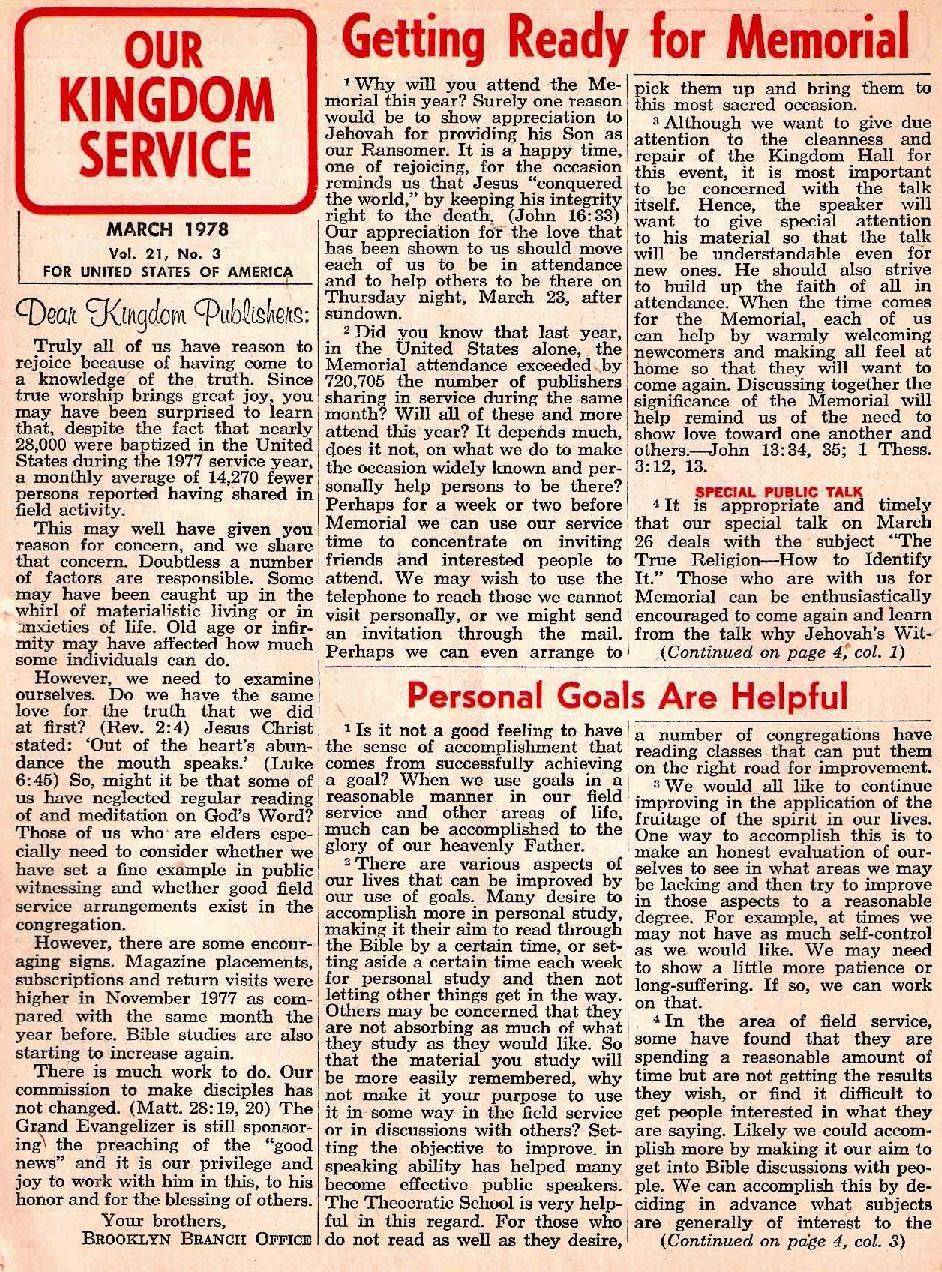 OUR
KINGDOM
SERVICE
MARCH 1978
Vol. 21, No. 3
FOR UNITED STATES OF AMERICA
Dear Kingdom Publishers:
Truly all of us have reason to
rejoice because of having come to
a knowledge of the truth. Since
true worship brings great joy, you
may have been surprised to learn
that, despite the fact that nearly
28,000 were baptized in the United
States during the 1977 service year,
a monthly average of 14,270 fewer
persons reported having shared in
field activity.
This may well have given you
reason for concern, and we share
that concern. Doubtless a number
of factors are responsible. Some
may have been caught up in the
whirl of materialistic living or in
anxieties of life. Old age or infir-
mity may have affected how much
some individuals can do.
However, we need to examine
ourselves. Do we have the same
love for the truth that we did
at first? (Rev. 2:4) Jesus Christ
stated: ‘Out of the heart’s abun-
dance the mouth speaks.’ (Luke
6:45) So, might it be that some of
us have neglected regular reading
of and meditation on God’s Word?
Those of us who are elders espe-
cially need to consider whether we
have set a fine example in public
witnessing and whether good field
service arrangements exist in the
congregation.
However, there are some encour-
aging signs. Magazine placements,
subscriptions and return visits were
higher in November 1977 as com-
pared with the same month the
year before. Bible studies are also
starting to increase again.
There is much work to do. Our
commission to make disciples has
not changed. (Matt. 28:19, 20) The
Grand Evangelizer is still sponsor-
ing the preaching of the “good
news” and it is our privilege and
joy to work with him in this, to his
honor and for the blessing of others.
Your brothers,
BROOKLYN BRANCH OFFICE
Getting Ready for Memorial
1 Why will you attend the Me-
morial this year? Surely one reason
would be to show appreciation to
Jehovah for providing his Son as
our Ransomer. It is a happy time,
one of rejoicing, for the occasion
reminds us that Jesus “conquered
the world,” by keeping his integrity
right to the death. (John 16:33)
Our appreciation for the love that
has been shown to us should move
each of us to be in attendance
and to help others to be there on
Thursday night, March 23, after
sundown.
2 Did you know that last year,
in the United States alone, the
Memorial attendance exceeded by
720,705 the number of publishers
sharing in service during the same
month? Will all of these and more
attend this year? It depends much,
does it not, on what we do to make
the occasion widely known and per-
sonally help persons to be there?
Perhaps for a week or two before
Memorial we can use our service
time to concentrate on inviting
friends and interested people to
attend. We may wish to use the
telephone to reach those we cannot
visit personally, or we might send
an invitation through the mail.
Perhaps we can even arrange to
pick them up and bring them to
this most sacred occasion.
3 Although we want to give due
attention to the cleanness and
repair of the Kingdom Hall for
this event, it is most important
to be concerned with the talk
itself. Hence, the speaker will
want to give special attention
to his material so that the talk
will be understandable even for
new ones. He should also strive
to build up the faith of all in
attendance. When the time comes
for the Memorial, each of us
can help by warmly welcoming
newcomers and making all feel at
home so that they will want to
come again. Discussing together the
significance of the Memorial will
help remind us of the need to
show love toward one another and
others.—John 13:34, 35; 1 Thess.
3:12, 13.
SPECIAL PUBLIC TALK
4 It is appropriate and timely
that our special talk on March
26 deals with the subject “The
True Religion—How to Identify
It.” Those who are with us for
Memorial can be enthusiastically
encouraged to come again and learn
from the talk why Jehovah’s Wit-
(Continued on page 4, col. 1)
Personal Goals Are Helpful
1 Is it not a good feeling to have
the sense of accomplishment that
comes from successfully achieving
a goal? When we use goals in a
reasonable manner in our field
service and other areas of life,
much can be accomplished to the
glory of our heavenly Father.
2 There are various aspects of
our lives that can be improved by
our use of goals. Many desire to
accomplish more in personal study,
making it their aim to read through
the Bible by a certain time, or set-
ting aside a certain time each week
for personal study and then not
letting other things get in the way.
Others may be concerned that they
are not absorbing as much of what
they study as they would like. So
that the material you study will
be more easily remembered, why
not make it your purpose to use
it in some way in the field service
or in discussions with others? Set-
ting the objective to improve in
speaking ability has helped many
become effective public speakers.
The Theocratic School is very help-
ful in this regard. For those who
do not read as well as they desire,
a number of congregations have
reading classes that can put them
on the right road for improvement.
3 We would all like to continue
improving in the application of the
fruitage of the spirit in our lives.
One way to accomplish this is to
make an honest evaluation of our-
selves to see in what areas we may
be lacking and then try to improve
in those aspects to a reasonable
degree. For example, at times we
may not have as much self-control
as we would like. We may need
to show a little more patience or
long-suffering. If so, we can work
on that.
4 In the area of field service,
some have found that they are
spending a reasonable amount of
time but are not getting the results
they wish, or find it difficult to
get people interested in what they
are saying. Likely we could accom-
plish more by making it our aim to
get into Bible discussions with peo-
ple. We can accomplish this by de-
ciding in advance what subjects
are generally of interest to the
(Continued on page 4, col. 3)